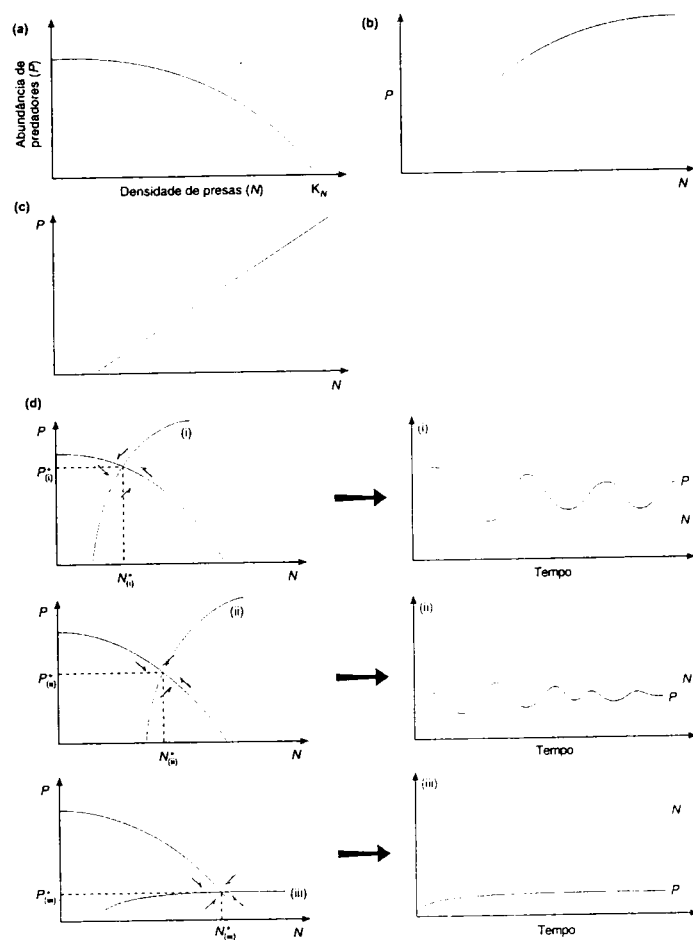 (a)
Abundância de
predadores (P)
Densidade de presas (N)
K_N
(b)
P
N
(c)
P
N
(d)
P
(i)
P*(i)
N*(i)
N
(i)
P
N
Tempo
P
(ii)
P*(ii)
N*(ii)
N
(ii)
N
P
Tempo
P
P*(iii)
(iii)
N*(iii)
N
(iii)
N
P
Tempo